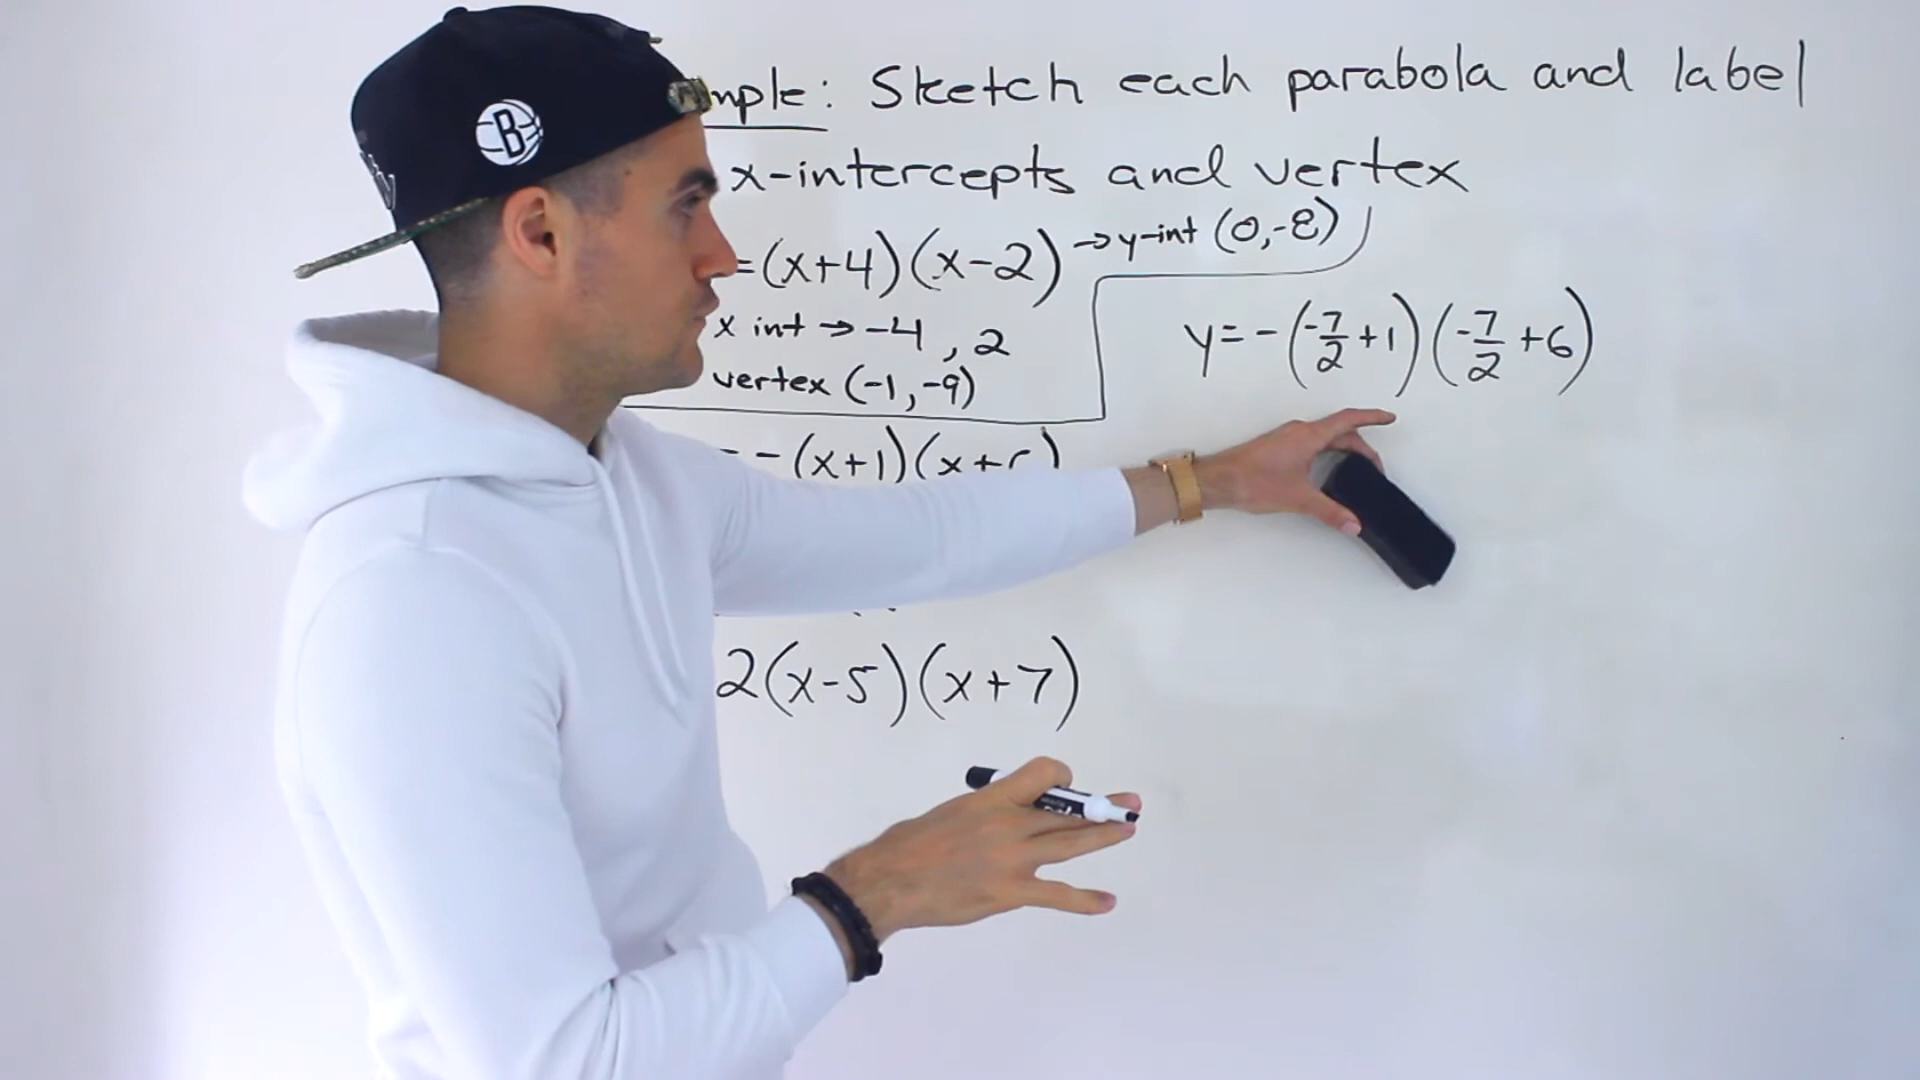 mple: Sketch each parabola and label
x-intercepts and vertex
=(x+4)(x-2) →y-int (0,-8)
x int → -4, 2
vertex (-1,-9)
y=-(-7/2+1)(-7/2+6)
=-(x+1)(x+
2(x-5)(x+7)
B